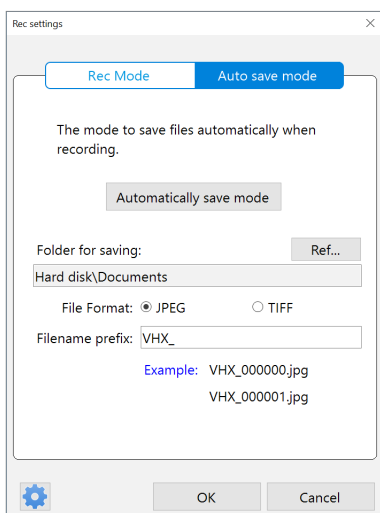 Rec settings
Rec Mode
Auto save mode
The mode to save files automatically when
recording.
Automatically save mode
Folder for saving:
Ref...
Hard disk\Documents
File Format: JPEG TIFF
Filename prefix: VHX_
Example: VHX_000000.jpg
VHX_000001.jpg
OK
Cancel